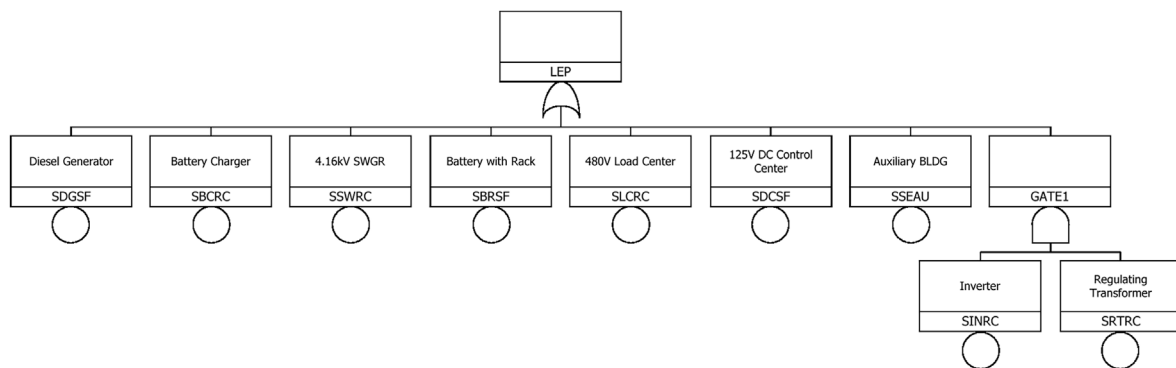 LEP
Diesel Generator
SDGSF
Battery Charger
SBCRC
4.16kV SWGR
SSWRC
Battery with Rack
SBRSF
480V Load Center
SLCRC
125V DC Control
Center
SDCSF
Auxiliary BLDG
SSEAU
GATE1
Inverter
SINRC
Regulating
Transformer
SRTRC